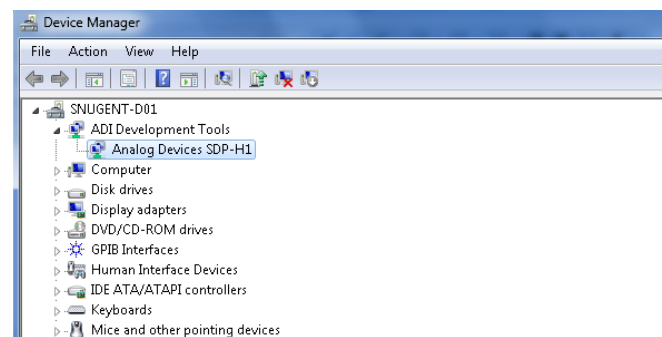 Device Manager
File Action View Help
SNUGENT-D01
ADI Development Tools
Analog Devices SDP-H1
Computer
Disk drives
Display adapters
DVD/CD-ROM drives
GPIB Interfaces
Human Interface Devices
IDE ATA/ATAPI controllers
Keyboards
Mice and other pointing devices